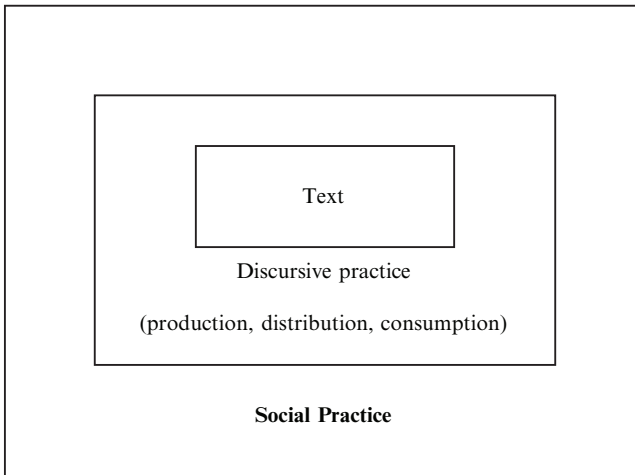 Text
Discursive practice
(production, distribution, consumption)
Social Practice